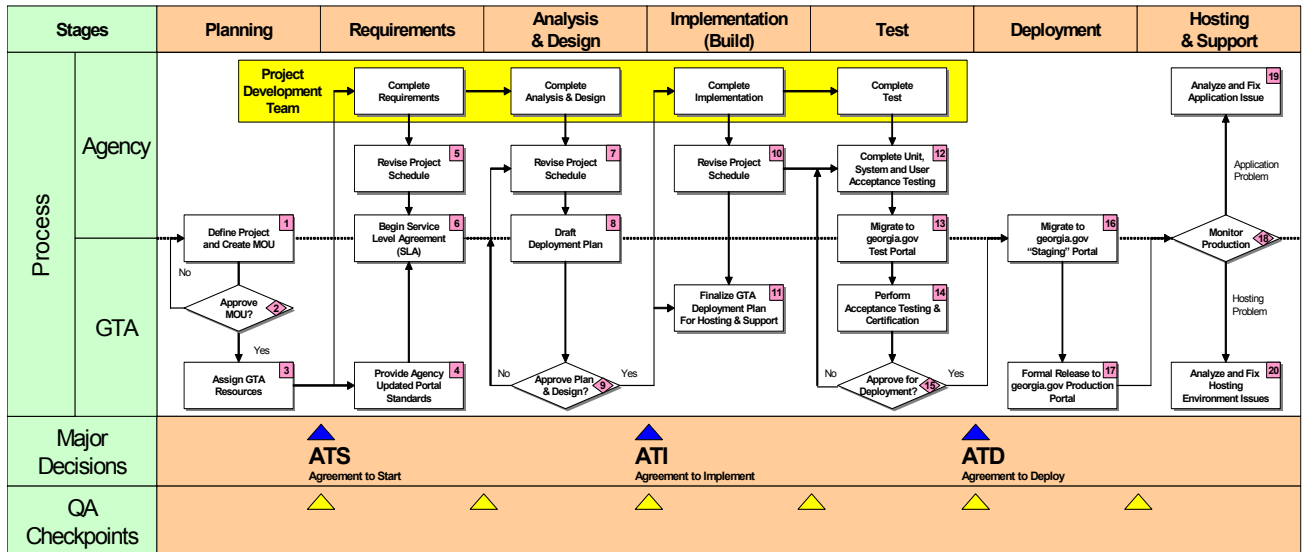 Stages
Planning
Requirements
Analysis
& Design
Implementation
(Build)
Test
Deployment
Hosting
& Support
Process
Agency
GTA
Project
Development
Team
Complete
Requirements
Complete
Analysis & Design
Complete
Implementation
Complete
Test
19
Analyze and Fix
Application Issue
5
Revise Project
Schedule
7
Revise Project
Schedule
10
Revise Project
Schedule
12
Complete Unit,
System and User
Acceptance Testing
Application
Problem
1
Define Project
and Create MOU
6
Begin Service
Level Agreement
(SLA)
8
Draft
Deployment Plan
13
Migrate to
georgia.gov
Test Portal
16
Migrate to
georgia.gov
“Staging” Portal
Monitor
Production
18
No
Approve
MOU?
2
Yes
11
Finalize GTA
Deployment Plan
For Hosting & Support
14
Perform
Acceptance Testing &
Certification
Hosting
Problem
3
Assign GTA
Resources
4
Provide Agency
Updated Portal
Standards
No
Approve Plan
& Design?
9
Yes
No
Approve for
Deployment?
15
Yes
17
Formal Release to
georgia.gov Production
Portal
20
Analyze and Fix
Hosting
Environment Issues
Major
Decisions
ATS
Agreement to Start
ATI
Agreement to Implement
ATD
Agreement to Deploy
QA
Checkpoints